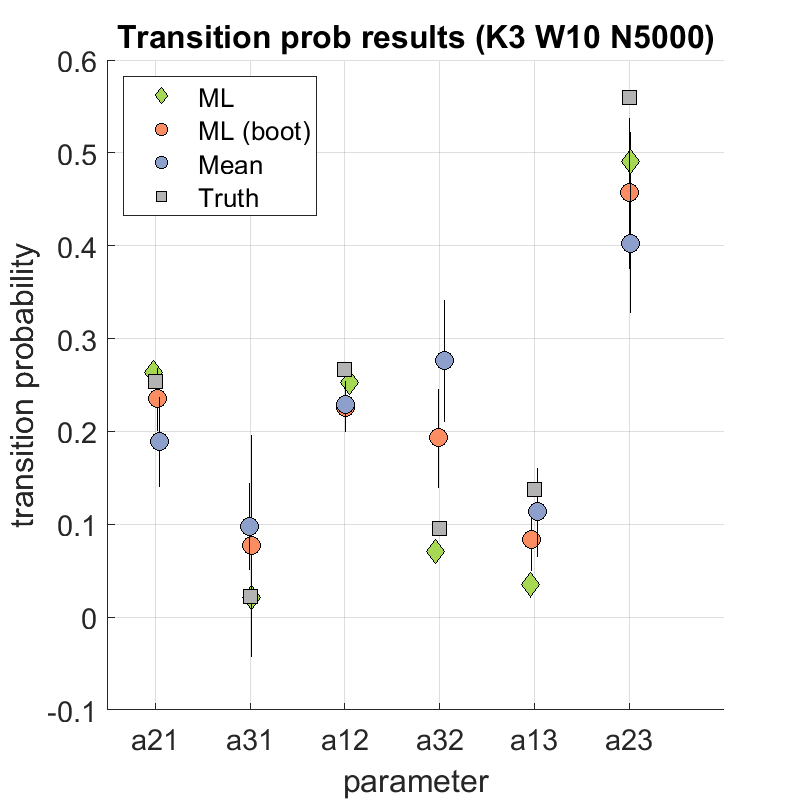 Transition prob results (K3 W10 N5000)
ML
ML (boot)
Mean
Truth
0.6
0.5
0.4
0.3
0.2
0.1
0
-0.1
transition probability
a21 a31 a12 a32 a13 a23
parameter